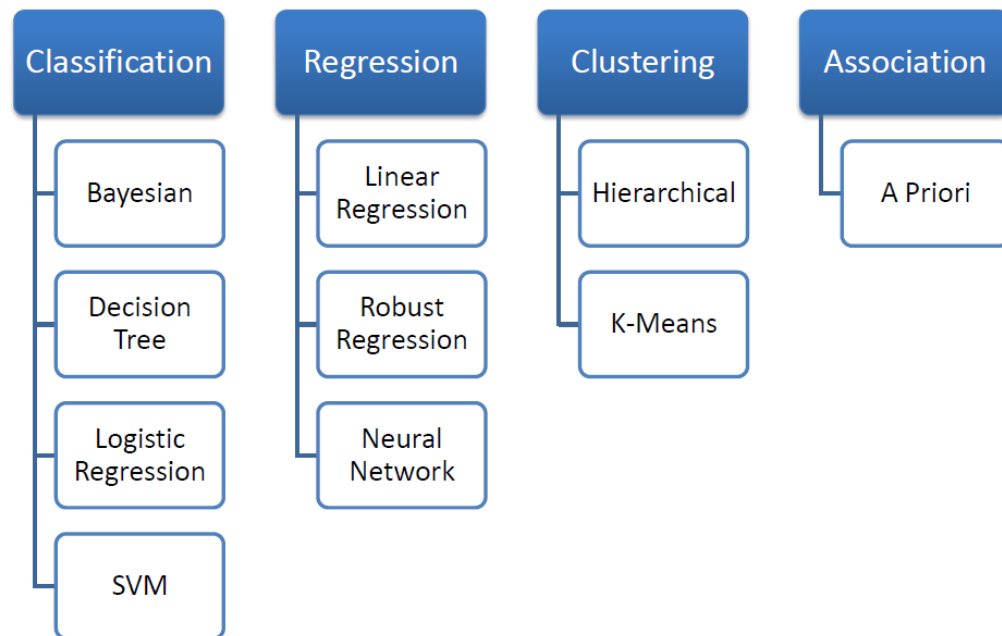 Classification
Bayesian
Decision
Tree
Logistic
Regression
SVM
Regression
Linear
Regression
Robust
Regression
Neural
Network
Clustering
Hierarchical
K-Means
Association
A Priori